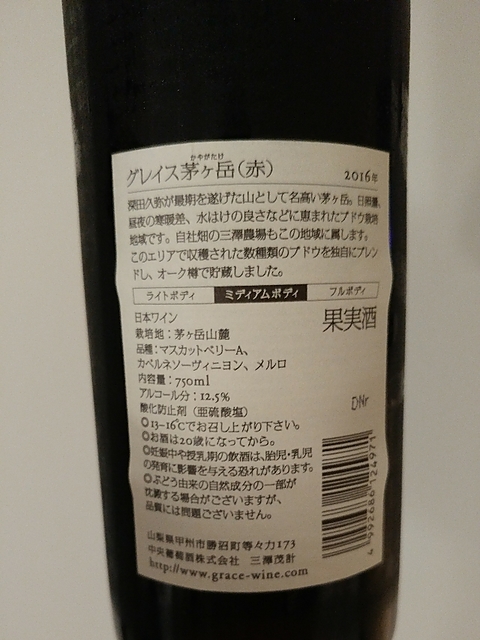 かやがたけ
グレイス茅ヶ岳(赤) 2016年
深田久弥が最期を遂げた山として名高い茅ヶ岳。日照量、
昼夜の寒暖差、水はけの良さなどに恵まれたブドウ栽培
地域です。自社畑の三澤農場もこの地域に属します。
このエリアで収穫された数種類のブドウを独自にブレン
ドし、オーク樽で貯蔵しました。
ライトボディ ミディアムボディ フルボディ
日本ワイン 果実酒
栽培地:茅ヶ岳山麓
品種:マスカットベリーA、
カベルネソーヴィニヨン、メルロ
内容量:750ml
アルコール分:12.5%
酸化防止剤(亜硫酸塩)
◎13-16℃でお召し上がり下さい。
◎お酒は20歳になってから。
◎妊娠中や授乳期の飲酒は、胎児・乳児
の発育に影響を与える恐れがあります。
◎ぶどう由来の自然成分の一部が
沈澱する場合がございますが、
品質には問題ございません。
DNr
4 992686 124971
山梨県甲州市勝沼町等々力173
中央葡萄酒株式会社 三澤茂計
http://www.grace-wine.com